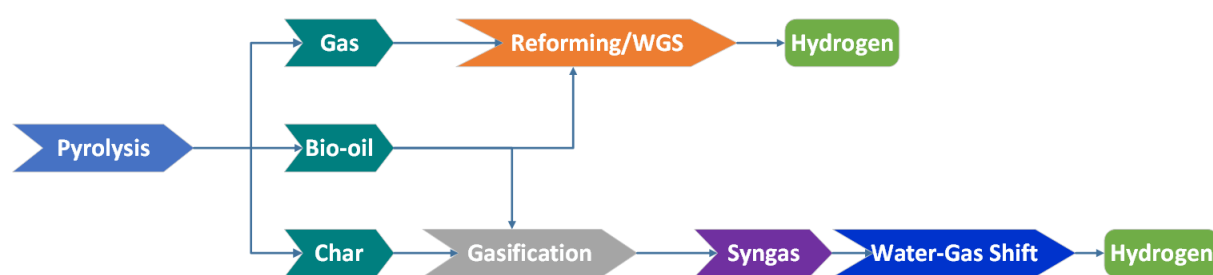 Gas
Reforming/WGS
Hydrogen
Pyrolysis
Bio-oil
Char
Gasification
Syngas
Water-Gas Shift
Hydrogen